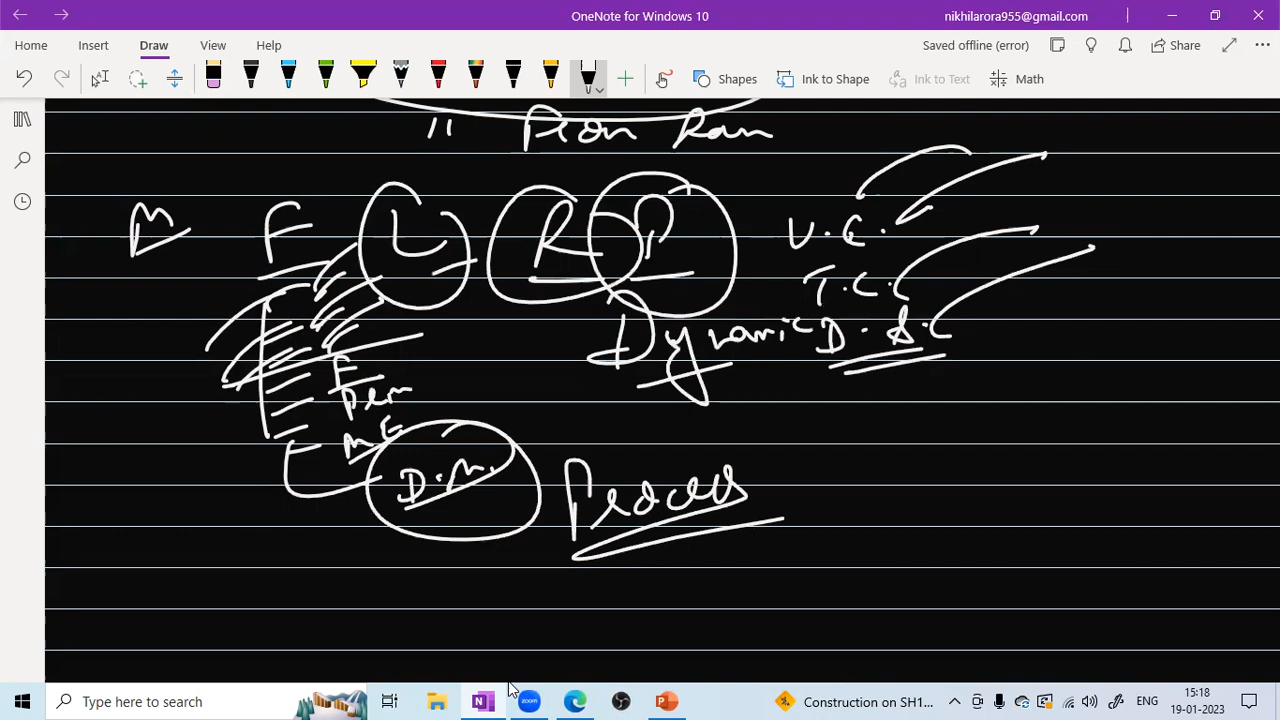 OneNote for Windows 10
nikhilarora955@gmail.com
Home Insert Draw View Help
Saved offline (error) Share
Shapes Ink to Shape Ink to Text Math
" From Ram
M F L R P V.C.
T.C.C
Dynamic D.S.C
F
Per
M E
D.M. Process
Type here to search
Construction on SH1... ENG 15:18
19-01-2023